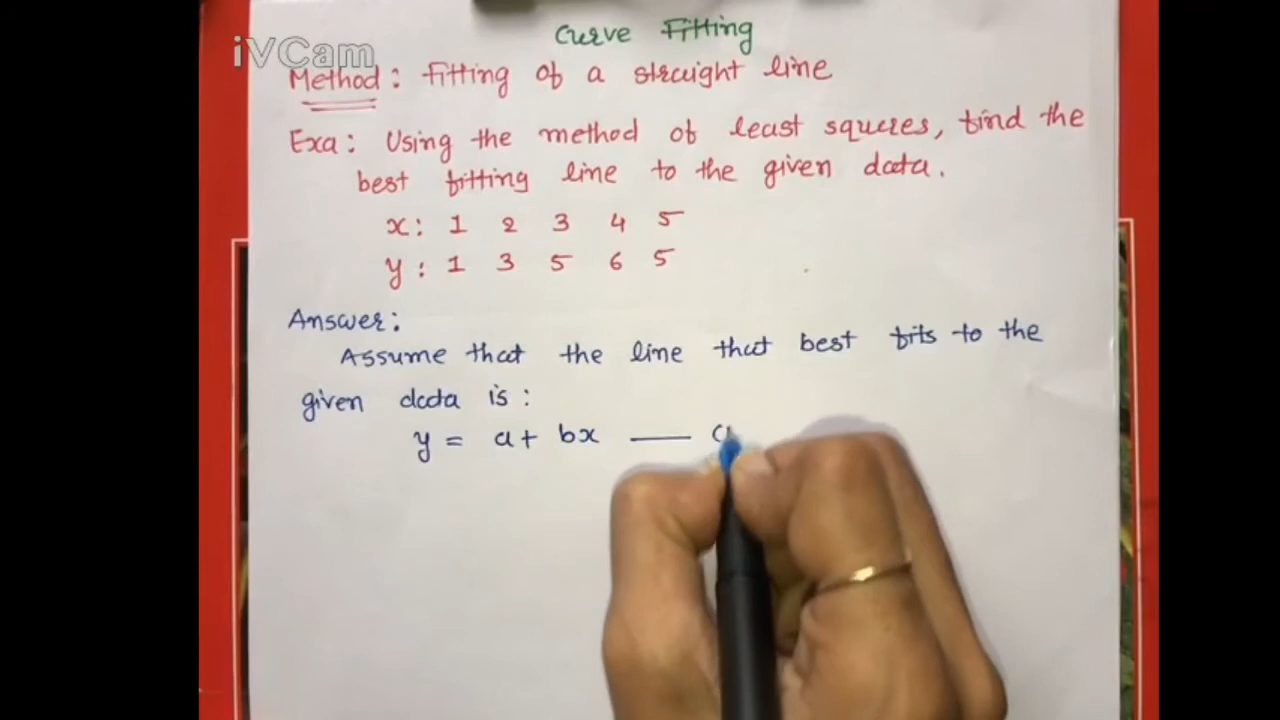 Curve Fitting
iVCam
Method: Fitting of a straight line
Exa: Using the method of least squares, find the
best fitting line to the given data.
x: 1 2 3 4 5
y: 1 3 5 6 5
Answer:
Assume that the line that best fits to the
given data is:
y = a + bx —